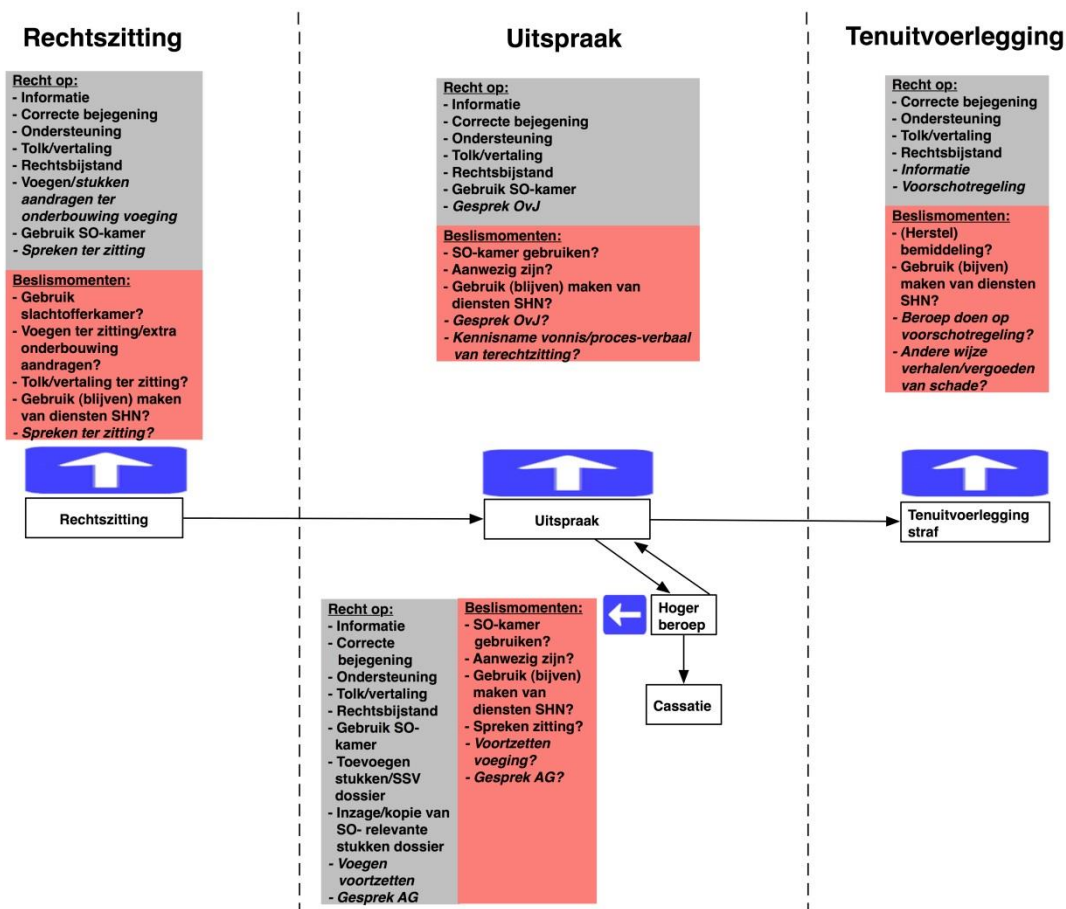 Rechtszitting
Recht op:
- Informatie
- Correcte bejegening
- Ondersteuning
- Tolk/vertaling
- Rechtsbijstand
- Voegen/stukken
aandragen ter
onderbouwing voeging
- Gebruik SO-kamer
- Spreken ter zitting
Beslismomenten:
- Gebruik
slachtofferkamer?
- Voegen ter zitting/extra
onderbouwing
aandragen?
- Tolk/vertaling ter zitting?
- Gebruik (blijven) maken
van diensten SHN?
- Spreken ter zitting?
Rechtszitting
Uitspraak
Recht op:
- Informatie
- Correcte bejegening
- Ondersteuning
- Tolk/vertaling
- Rechtsbijstand
- Gebruik SO-kamer
- Gesprek OvJ
Beslismomenten:
- SO-kamer gebruiken?
- Aanwezig zijn?
- Gebruik (blijven) maken van
diensten SHN?
- Gesprek OvJ?
- Kennisname vonnis/proces-verbaal
van terechtzitting?
Uitspraak
Tenuitvoerlegging
Recht op:
- Correcte bejegening
- Ondersteuning
- Tolk/vertaling
- Rechtsbijstand
- Informatie
- Voorschotregeling
Beslismomenten:
- (Herstel)
bemiddeling?
- Gebruik (bijven)
maken van diensten
SHN?
- Beroep doen op
voorschotregeling?
- Andere wijze
verhalen/vergoeden
van schade?
Tenuitvoerlegging
straf
Recht op:
- Informatie
- Correcte
bejegening
- Ondersteuning
- Tolk/vertaling
- Rechtsbijstand
- Gebruik SO-
kamer
- Toevoegen
stukken/SSV
dossier
- Inzage/kopie van
SO- relevante
stukken dossier
- Voegen
voortzetten
- Gesprek AG
Beslismomenten:
- SO-kamer
gebruiken?
- Aanwezig zijn?
- Gebruik (bijven)
maken van
diensten SHN?
- Spreken zitting?
- Voortzetten
voeging?
- Gesprek AG?
Hoger
beroep
Cassatie